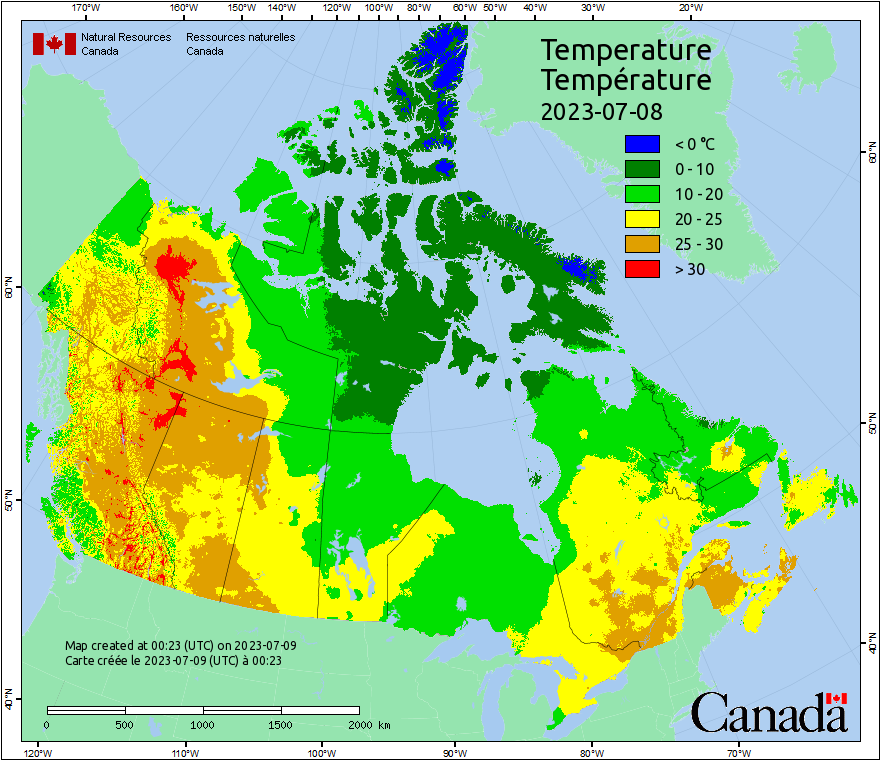 170°W 160°W 150°W 140°W 130°W 120°W 110°W 100°W 90°W 80°W 60°W 50°W 40°W 30°W 20°W
Natural Resources Ressources naturelles
Canada Canada
Temperature
Température
2023-07-08
< 0 °C
0 - 10
10 - 20
20 - 25
25 - 30
> 30
60°N
60°N
50°N
50°N
40°N
40°N
Map created at 00:23 (UTC) on 2023-07-09
Carte créée le 2023-07-09 (UTC) à 00:23
0 500 1000 1500 2000 km
Canada
120°W 110°W 100°W 90°W 80°W 70°W